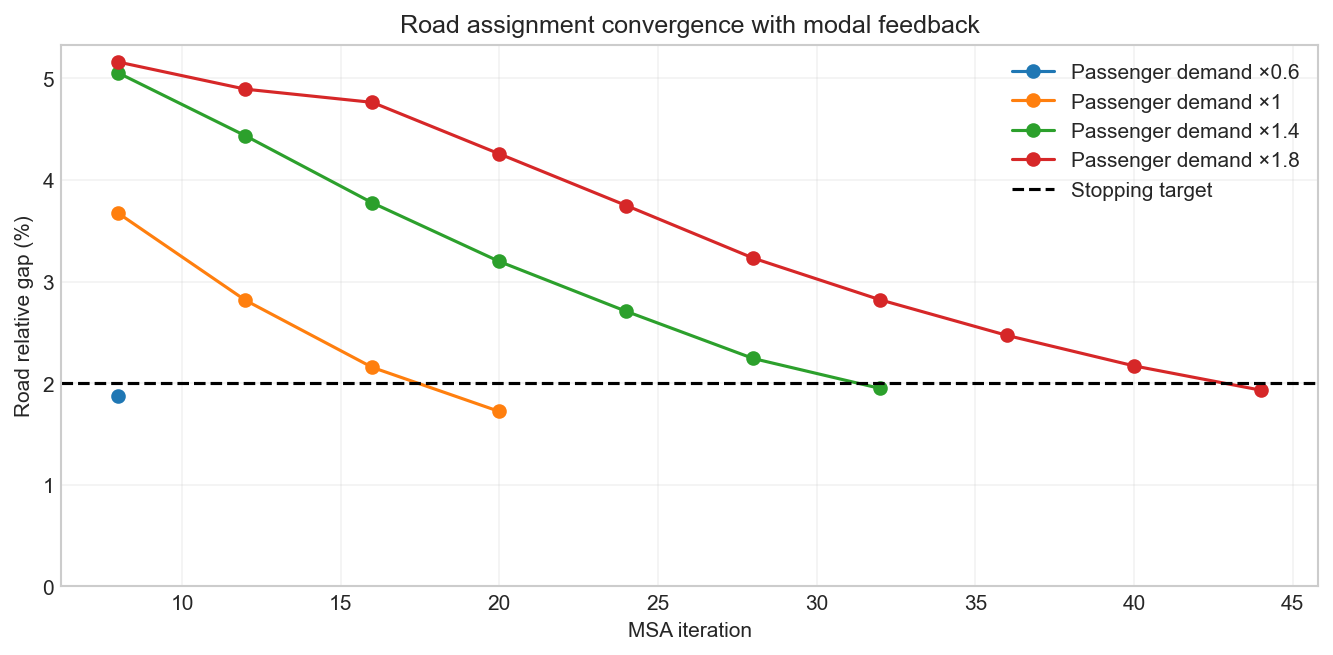 Road assignment convergence with modal feedback
Passenger demand ×0.6
Passenger demand ×1
Passenger demand ×1.4
Passenger demand ×1.8
Stopping target
Road relative gap (%)
5
4
3
2
1
0
10 15 20 25 30 35 40 45
MSA iteration